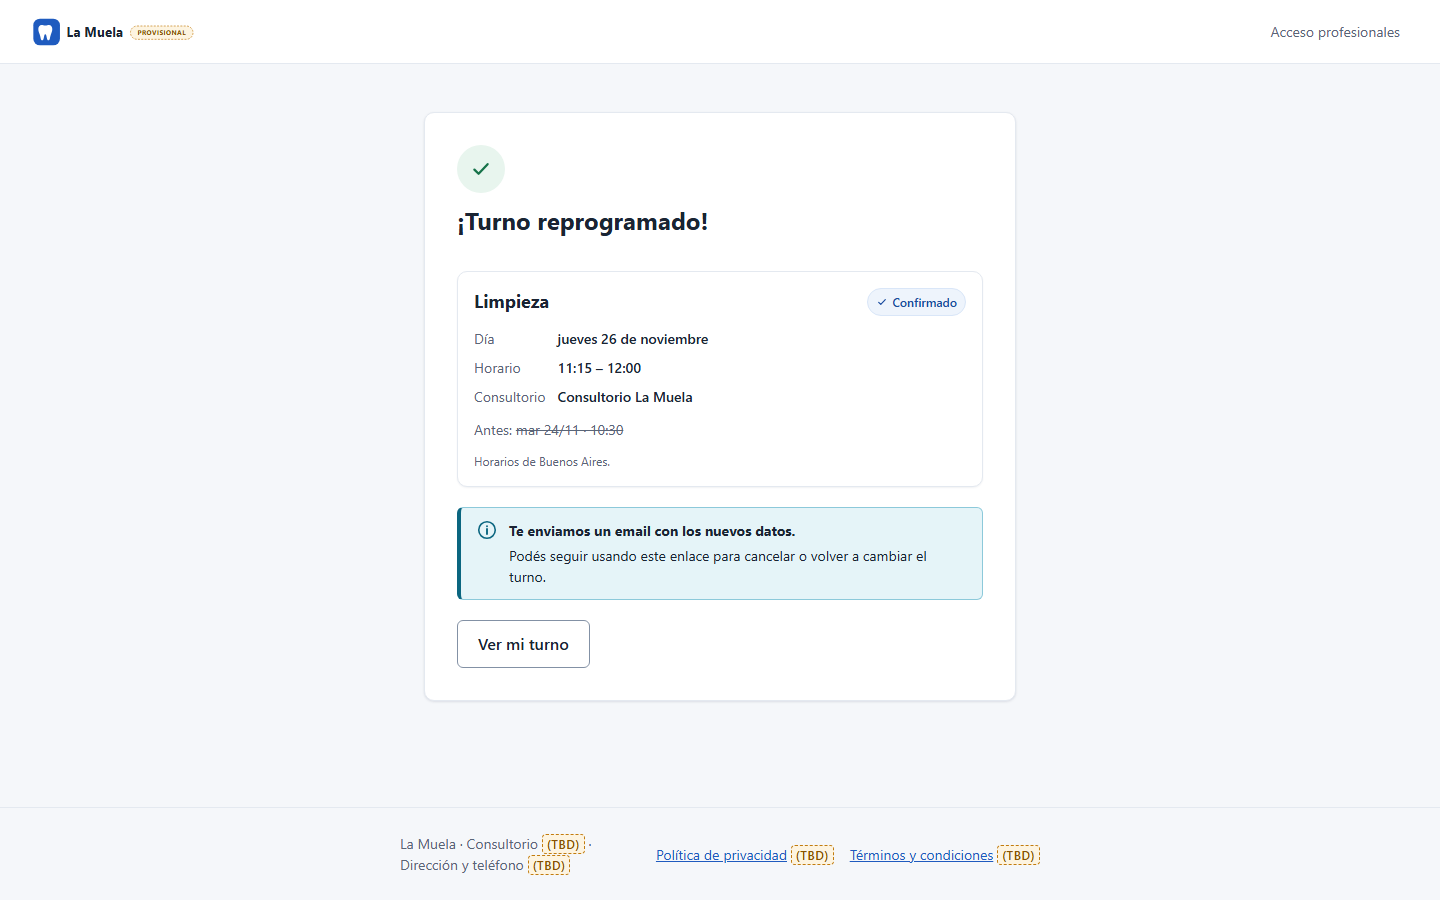 La Muela PROVISIONAL
Acceso profesionales
¡Turno reprogramado!
Limpieza
Confirmado
Día jueves 26 de noviembre
Horario 11:15 – 12:00
Consultorio Consultorio La Muela
Antes: mar 24/11 · 10:30
Horarios de Buenos Aires.
Te enviamos un email con los nuevos datos.
Podés seguir usando este enlace para cancelar o volver a cambiar el
turno.
Ver mi turno
La Muela · Consultorio (TBD) ·
Dirección y teléfono (TBD)
Política de privacidad (TBD) Términos y condiciones (TBD)